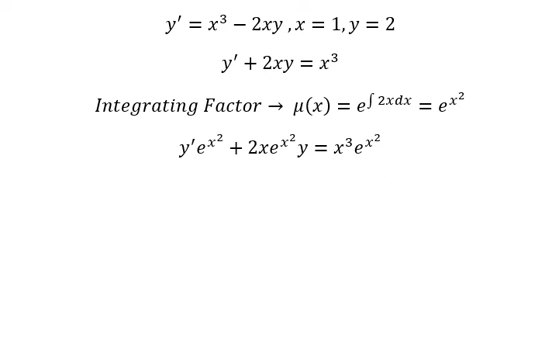 y′ = x³ − 2xy , x = 1, y = 2
y′ + 2xy = x³
Integrating Factor → μ(x) = e^{∫ 2xdx} = e^{x²}
y′e^{x²} + 2xe^{x²}y = x³e^{x²}